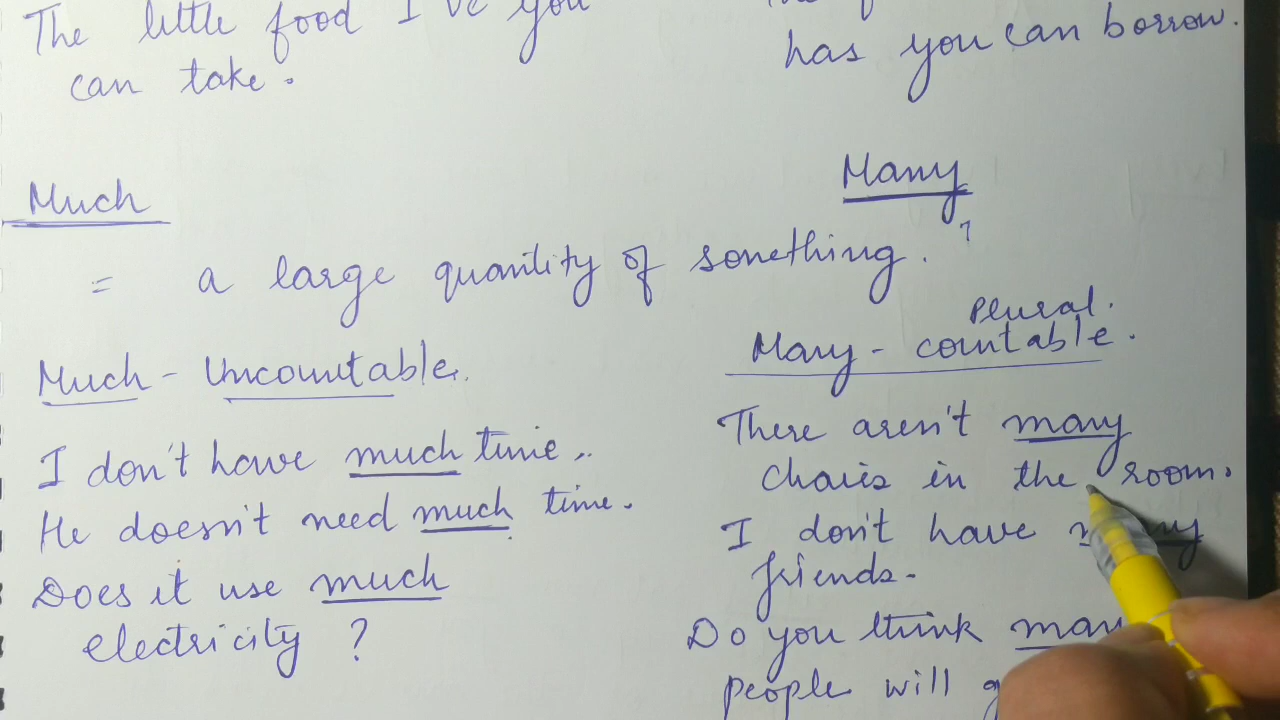 The little food I've you
can take.
has you can borrow.
Much
Many
= a large quantity of something.
Much - Uncountable.
Plural.
Many - countable.
I don't have much time..
He doesn't need much time.
Does it use much
electricity ?
There aren't many
chairs in the room.
I don't have many
friends.
Do you think
people will